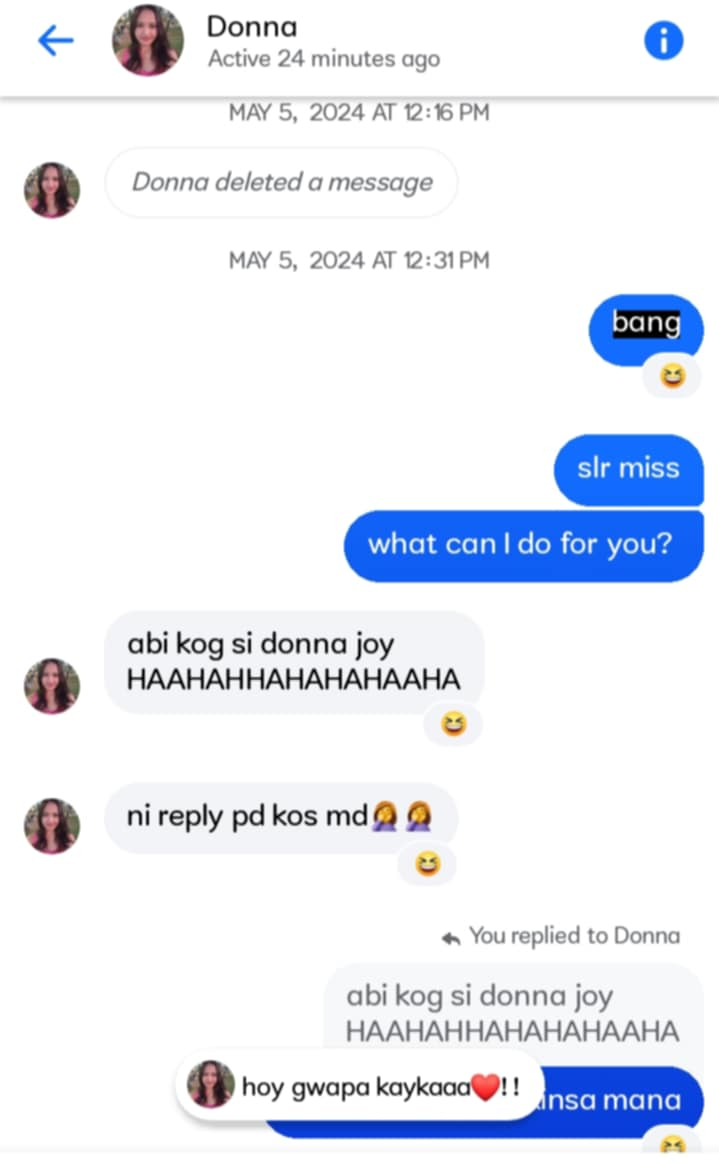 Donna
Active 24 minutes ago
MAY 5, 2024 AT 12:16 PM
Donna deleted a message
MAY 5, 2024 AT 12:31 PM
bang
slr miss
what can I do for you?
abi kog si donna joy
HAAHAHHAHAHAHAAHA
ni reply pd kos md🤦‍♀️🤦‍♀️
You replied to Donna
abi kog si donna joy
HAAHAHHAHAHAHAAHA
hoy gwapa kaykaaa❤️!!
mana